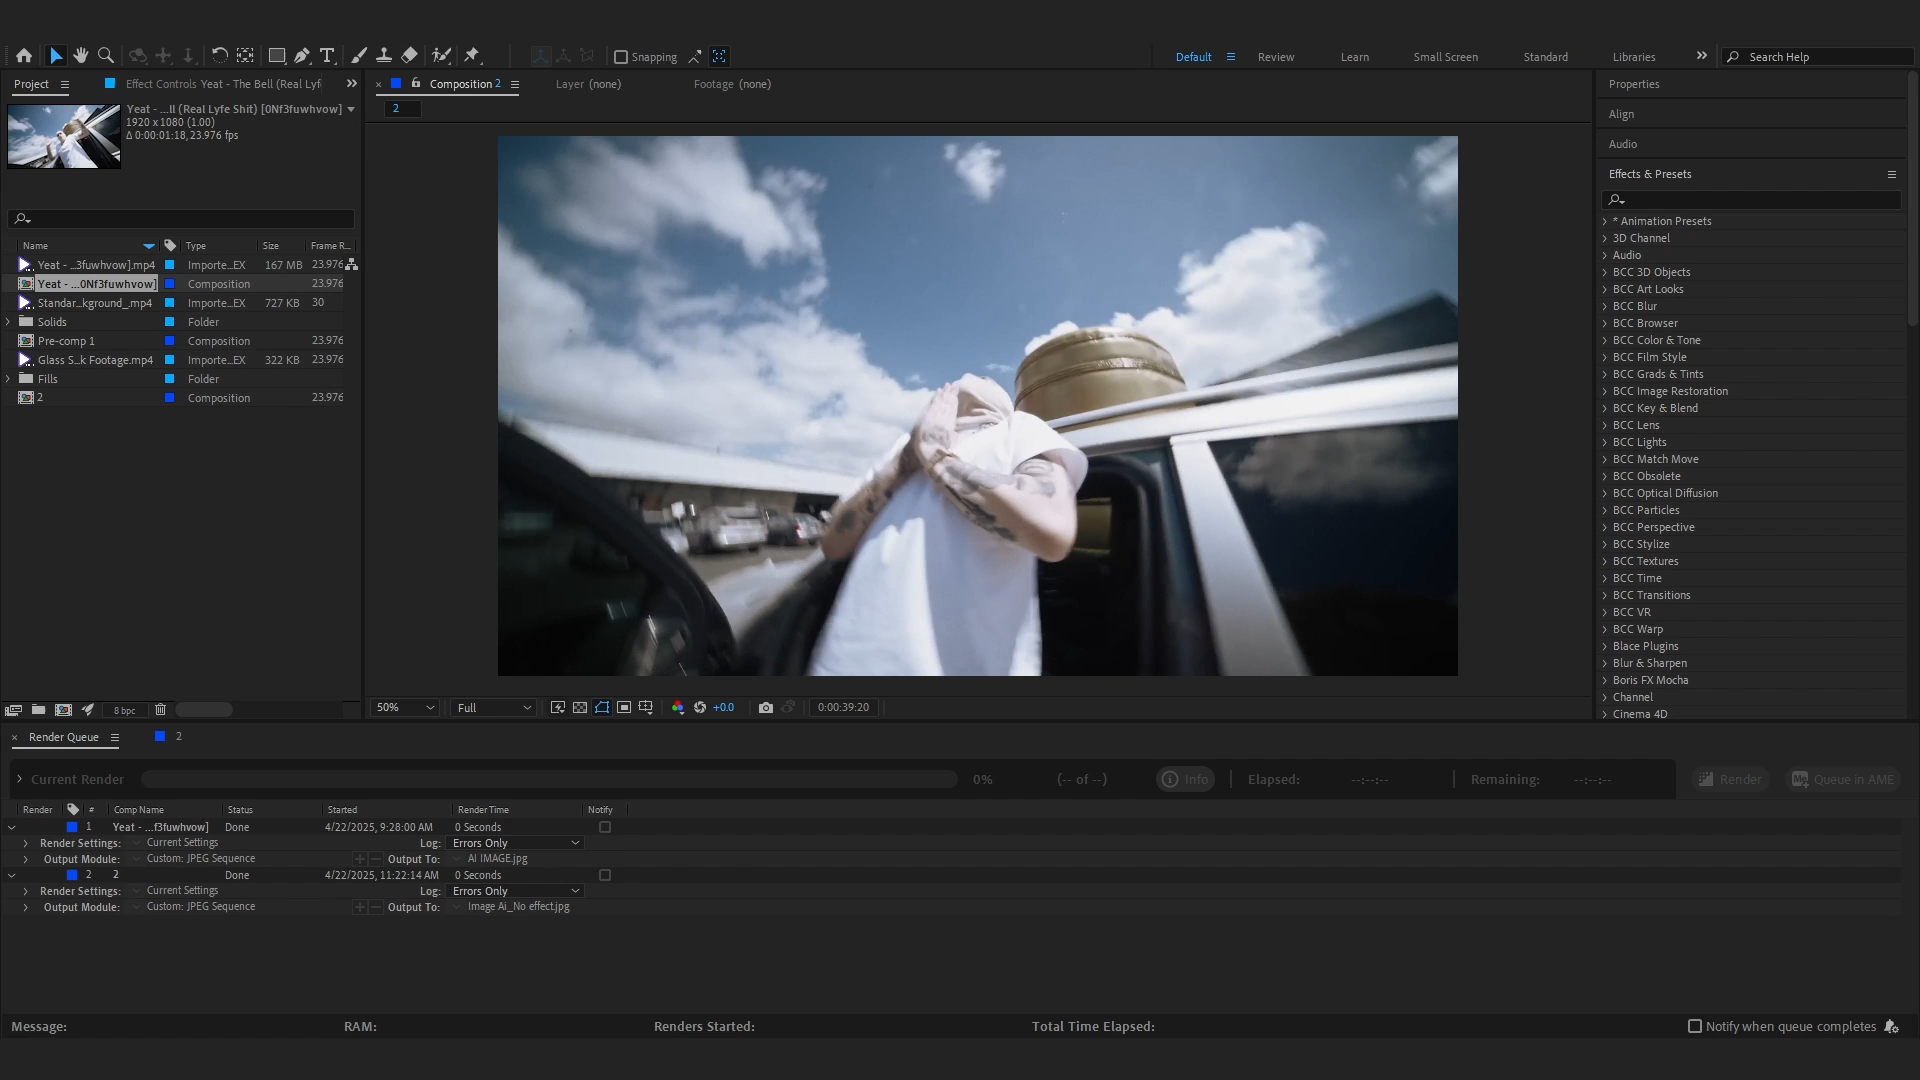 Snapping
Default
Review
Learn
Small Screen
Standard
Libraries
Search Help
Project
Effect Controls Yeat - The Bell (Real Lyf
Composition 2
Layer (none)
Footage (none)
2
Yeat - ...ll (Real Lyfe Shit) [0Nf3fuwhvow]
1920 x 1080 (1.00)
Δ 0:00:01:18, 23.976 fps
Name Type Size Frame R...
Yeat - ...3fuwhvow].mp4 Importe...EX 167 MB 23.976
Yeat - ...0Nf3fuwhvow] Composition 23.976
Standar...kground_.mp4 Importe...EX 727 KB 30
Solids Folder
Pre-comp 1 Composition 23.976
Glass S...k Footage.mp4 Importe...EX 322 KB 23.976
Fills Folder
2 Composition 23.976
8 bpc
50%
Full
+0.0
0:00:39:20
Properties
Align
Audio
Effects & Presets
* Animation Presets
3D Channel
Audio
BCC 3D Objects
BCC Art Looks
BCC Blur
BCC Browser
BCC Color & Tone
BCC Film Style
BCC Grads & Tints
BCC Image Restoration
BCC Key & Blend
BCC Lens
BCC Lights
BCC Match Move
BCC Obsolete
BCC Optical Diffusion
BCC Particles
BCC Perspective
BCC Stylize
BCC Textures
BCC Time
BCC Transitions
BCC VR
BCC Warp
Blace Plugins
Blur & Sharpen
Boris FX Mocha
Channel
Cinema 4D
Render Queue
2
Current Render 0% (-- of --) Info Elapsed: --:--:-- Remaining: --:--:-- Render Queue in AME
Render # Comp Name Status Started Render Time Notify
1 Yeat - ...f3fuwhvow] Done 4/22/2025, 9:28:00 AM 0 Seconds
Render Settings: Current Settings Log: Errors Only
Output Module: Custom: JPEG Sequence Output To: AI IMAGE.jpg
2 2 Done 4/22/2025, 11:22:14 AM 0 Seconds
Render Settings: Current Settings Log: Errors Only
Output Module: Custom: JPEG Sequence Output To: Image Ai_No effect.jpg
Message: RAM: Renders Started: Total Time Elapsed: Notify when queue completes